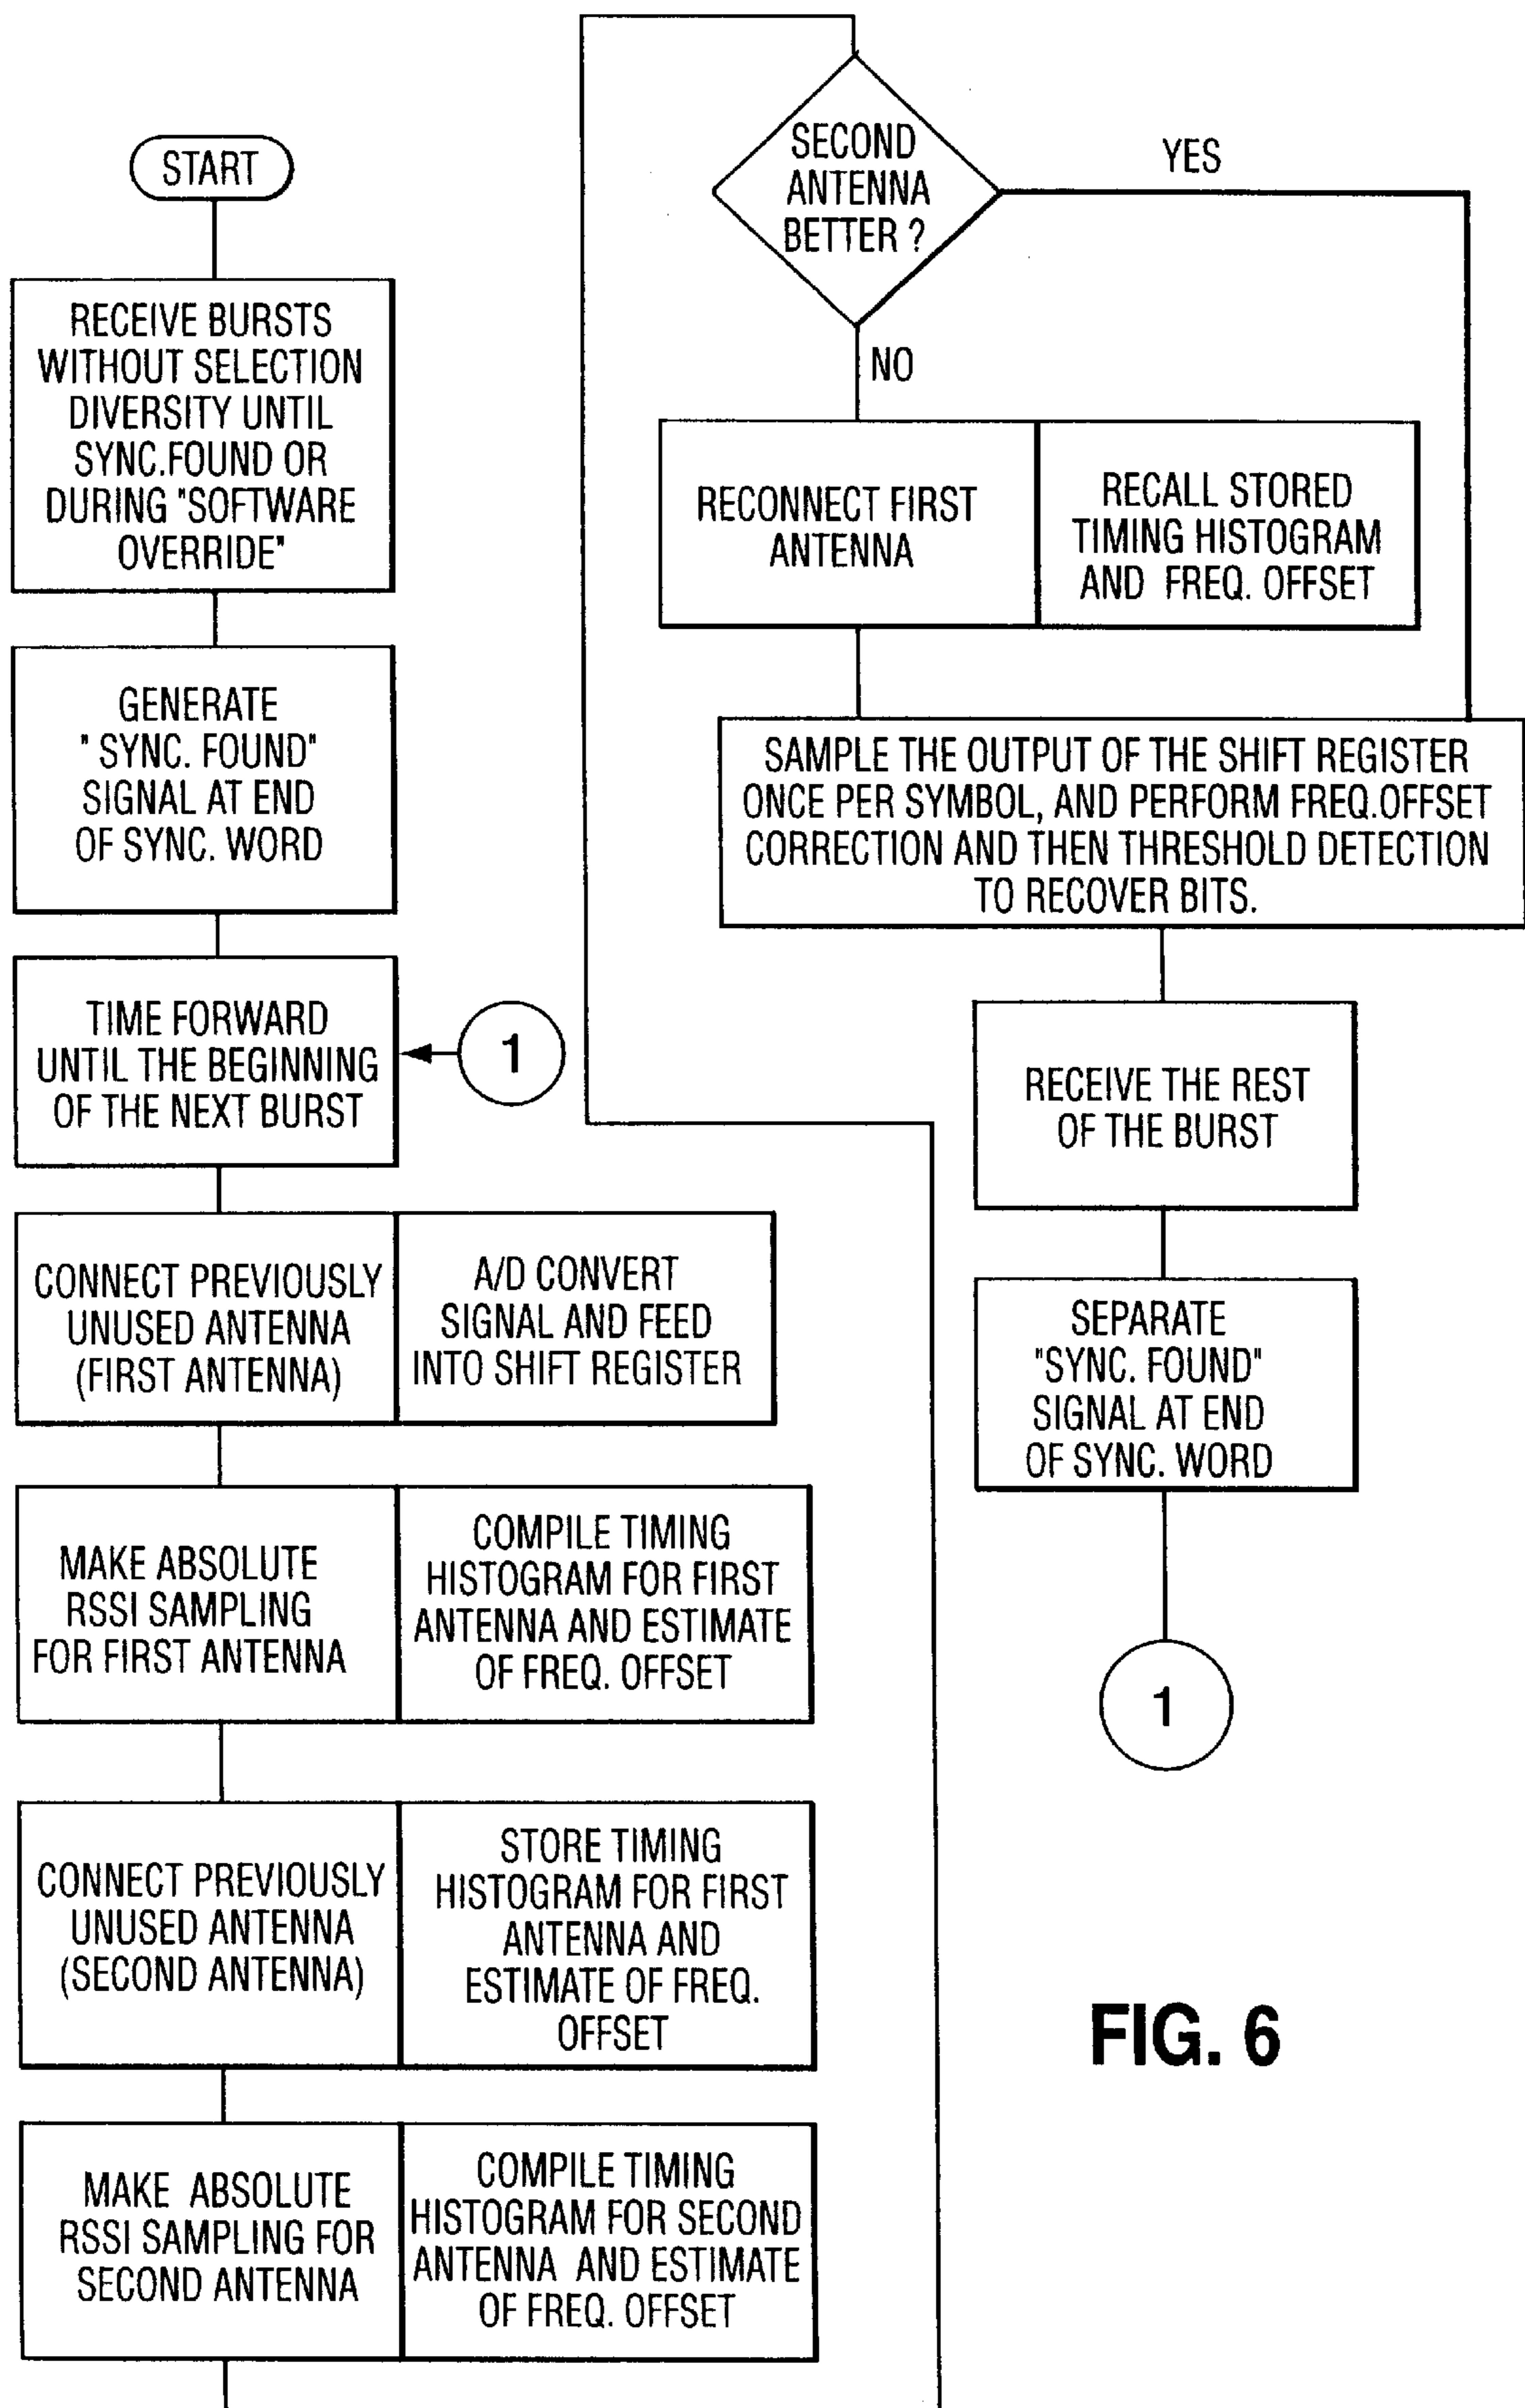 START
RECEIVE BURSTS
WITHOUT SELECTION
DIVERSITY UNTIL
SYNC.FOUND OR
DURING "SOFTWARE
OVERRIDE"
GENERATE
" SYNC. FOUND"
SIGNAL AT END
OF SYNC. WORD
TIME FORWARD
UNTIL THE BEGINNING
OF THE NEXT BURST
1
CONNECT PREVIOUSLY
UNUSED ANTENNA
(FIRST ANTENNA)
A/D CONVERT
SIGNAL AND FEED
INTO SHIFT REGISTER
MAKE ABSOLUTE
RSSI SAMPLING
FOR FIRST ANTENNA
COMPILE TIMING
HISTOGRAM FOR FIRST
ANTENNA AND ESTIMATE
OF FREQ. OFFSET
CONNECT PREVIOUSLY
UNUSED ANTENNA
(SECOND ANTENNA)
STORE TIMING
HISTOGRAM FOR FIRST
ANTENNA AND
ESTIMATE OF FREQ.
OFFSET
MAKE ABSOLUTE
RSSI SAMPLING FOR
SECOND ANTENNA
COMPILE TIMING
HISTOGRAM FOR SECOND
ANTENNA AND ESTIMATE
OF FREQ. OFFSET
SECOND
ANTENNA
BETTER ?
YES
NO
RECONNECT FIRST
ANTENNA
RECALL STORED
TIMING HISTOGRAM
AND FREQ. OFFSET
SAMPLE THE OUTPUT OF THE SHIFT REGISTER
ONCE PER SYMBOL, AND PERFORM FREQ.OFFSET
CORRECTION AND THEN THRESHOLD DETECTION
TO RECOVER BITS.
RECEIVE THE REST
OF THE BURST
SEPARATE
"SYNC. FOUND"
SIGNAL AT END
OF SYNC. WORD
1
FIG. 6